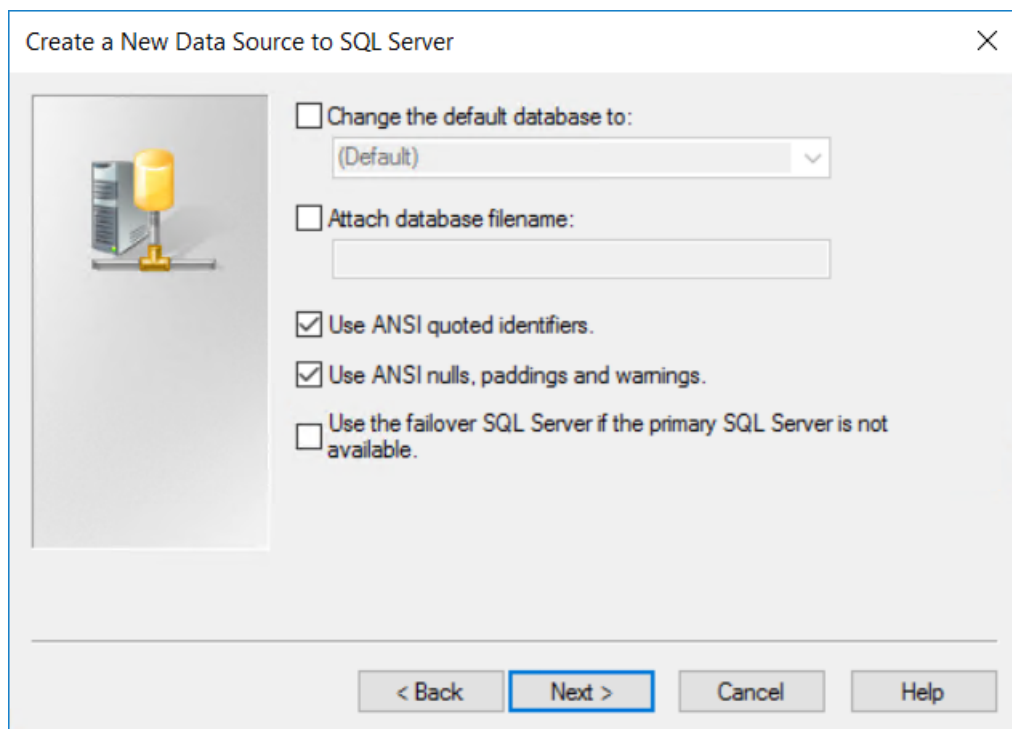 Create a New Data Source to SQL Server
Change the default database to:
(Default)
Attach database filename:
Use ANSI quoted identifiers.
Use ANSI nulls, paddings and warnings.
Use the failover SQL Server if the primary SQL Server is not
available.
< Back Next > Cancel Help